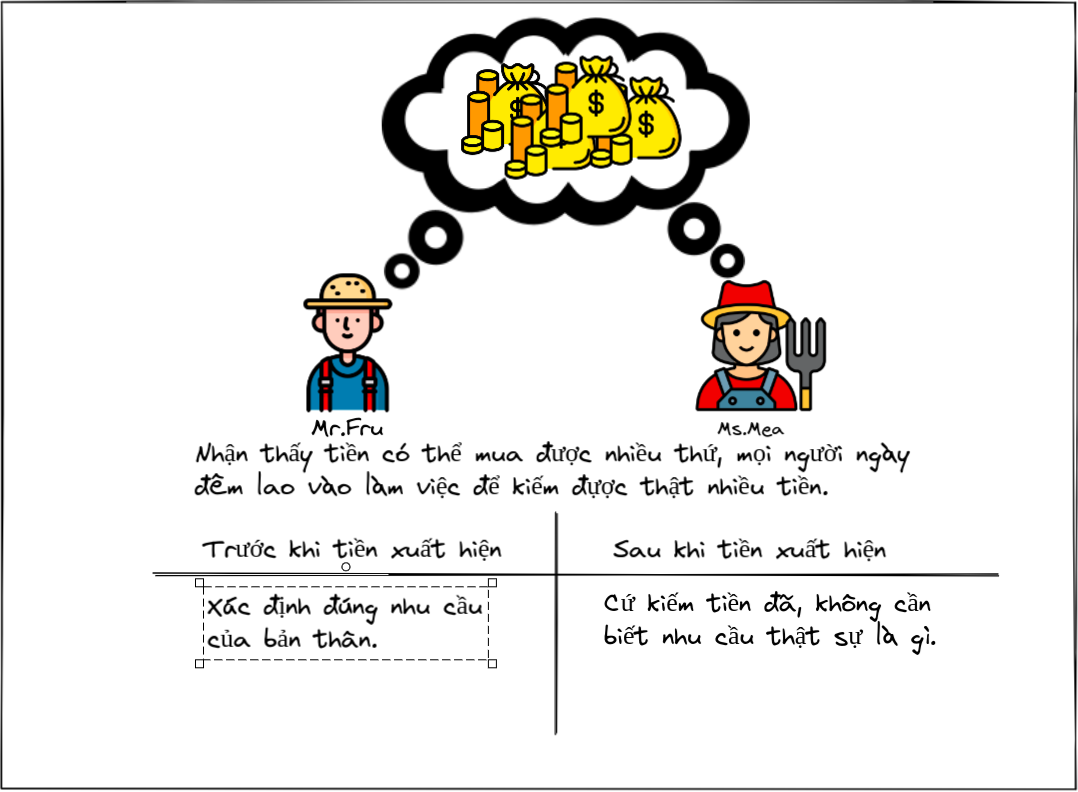 $ $ $
Mr.Fru
Ms.Mea
Nhận thấy tiền có thể mua được nhiều thứ, mọi người ngày
đêm lao vào làm việc để kiếm được thật nhiều tiền.
Trước khi tiền xuất hiện
Sau khi tiền xuất hiện
Xác định đúng nhu cầu
của bản thân.
Cứ kiếm tiền đã, không cần
biết nhu cầu thật sự là gì.